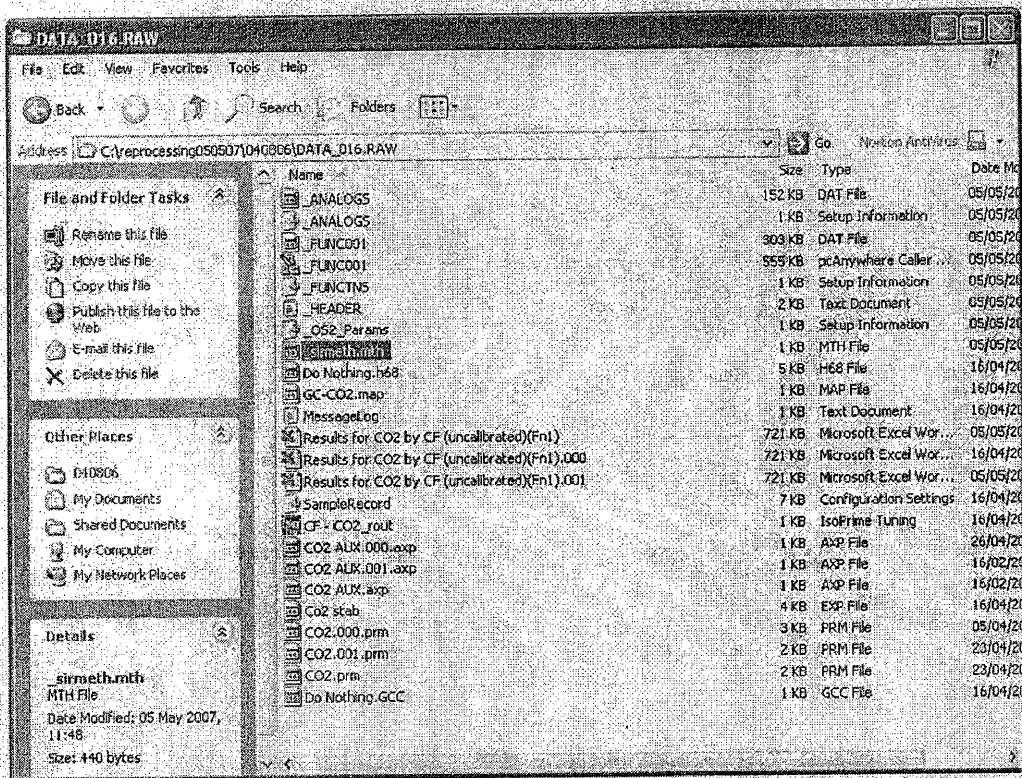 DATA_016.RAW
File Edit View Favorites Tools Help
Back Search Folders
Address C:\reprocessing050507\040806\DATA_016.RAW Go Norton AntiVirus
File and Folder Tasks
Rename this file
Move this file
Copy this file
Publish this file to the
Web
E-mail this file
Delete this file
Other Places
040806
My Documents
Shared Documents
My Computer
My Network Places
Details
_sirmeth.mth
MTH File
Date Modified: 05 May 2007,
11:48
Size: 440 bytes
Name Size Type Date Mo
_ANALOGS 152 KB DAT File 05/05/20
_ANALOGS 1 KB Setup Information 05/05/20
_FUNC001 303 KB DAT File 05/05/20
_FUNC001 555 KB pcAnywhere Caller ... 05/05/20
_FUNCTNS 1 KB Setup Information 05/05/20
_HEADER 2 KB Text Document 05/05/20
_OS2_Params 1 KB Setup Information 05/05/20
_sirmeth.mth 1 KB MTH File 05/05/20
Do Nothing.h68 5 KB H68 File 16/04/20
GC-CO2.map 1 KB MAP File 16/04/20
MessageLog 1 KB Text Document 16/04/20
Results for CO2 by CF (uncalibrated)(Fn1) 721 KB Microsoft Excel Wor... 05/05/20
Results for CO2 by CF (uncalibrated)(Fn1).000 721 KB Microsoft Excel Wor... 16/04/20
Results for CO2 by CF (uncalibrated)(Fn1).001 721 KB Microsoft Excel Wor... 05/05/20
SampleRecord 7 KB Configuration Settings 16/04/20
CF - CO2_rout 1 KB IsoPrime Tuning 16/04/20
CO2 AUX.000.axp 1 KB AXP File 26/04/20
CO2 AUX.001.axp 1 KB AXP File 16/02/20
CO2 AUX.axp 1 KB AXP File 16/02/20
Co2 stab 4 KB EXP File 16/04/20
CO2.000.prm 3 KB PRM File 05/04/20
CO2.001.prm 2 KB PRM File 23/04/20
CO2.prm 2 KB PRM File 23/04/20
Do Nothing.GCC 1 KB GCC File 16/04/20